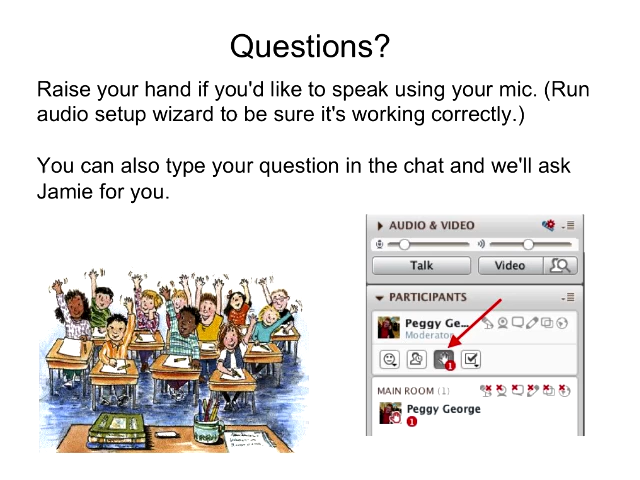 Questions?
Raise your hand if you'd like to speak using your mic. (Run
audio setup wizard to be sure it's working correctly.)
You can also type your question in the chat and we'll ask
Jamie for you.
AUDIO & VIDEO
Talk
Video
PARTICIPANTS
Peggy Ge...
Moderator
1
MAIN ROOM (1)
Peggy George
1